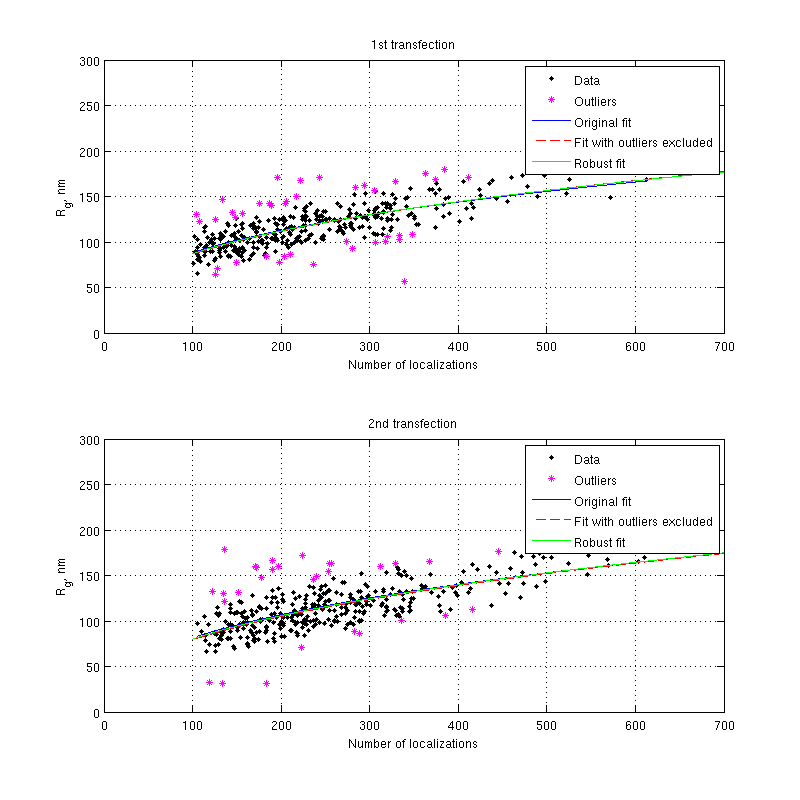 1st transfection
300
250
200
150
100
50
0
R_g, nm
Data
Outliers
Original fit
Fit with outliers excluded
Robust fit
0 100 200 300 400 500 600 700
Number of localizations
2nd transfection
300
250
200
150
100
50
0
R_g, nm
Data
Outliers
Original fit
Fit with outliers excluded
Robust fit
0 100 200 300 400 500 600 700
Number of localizations